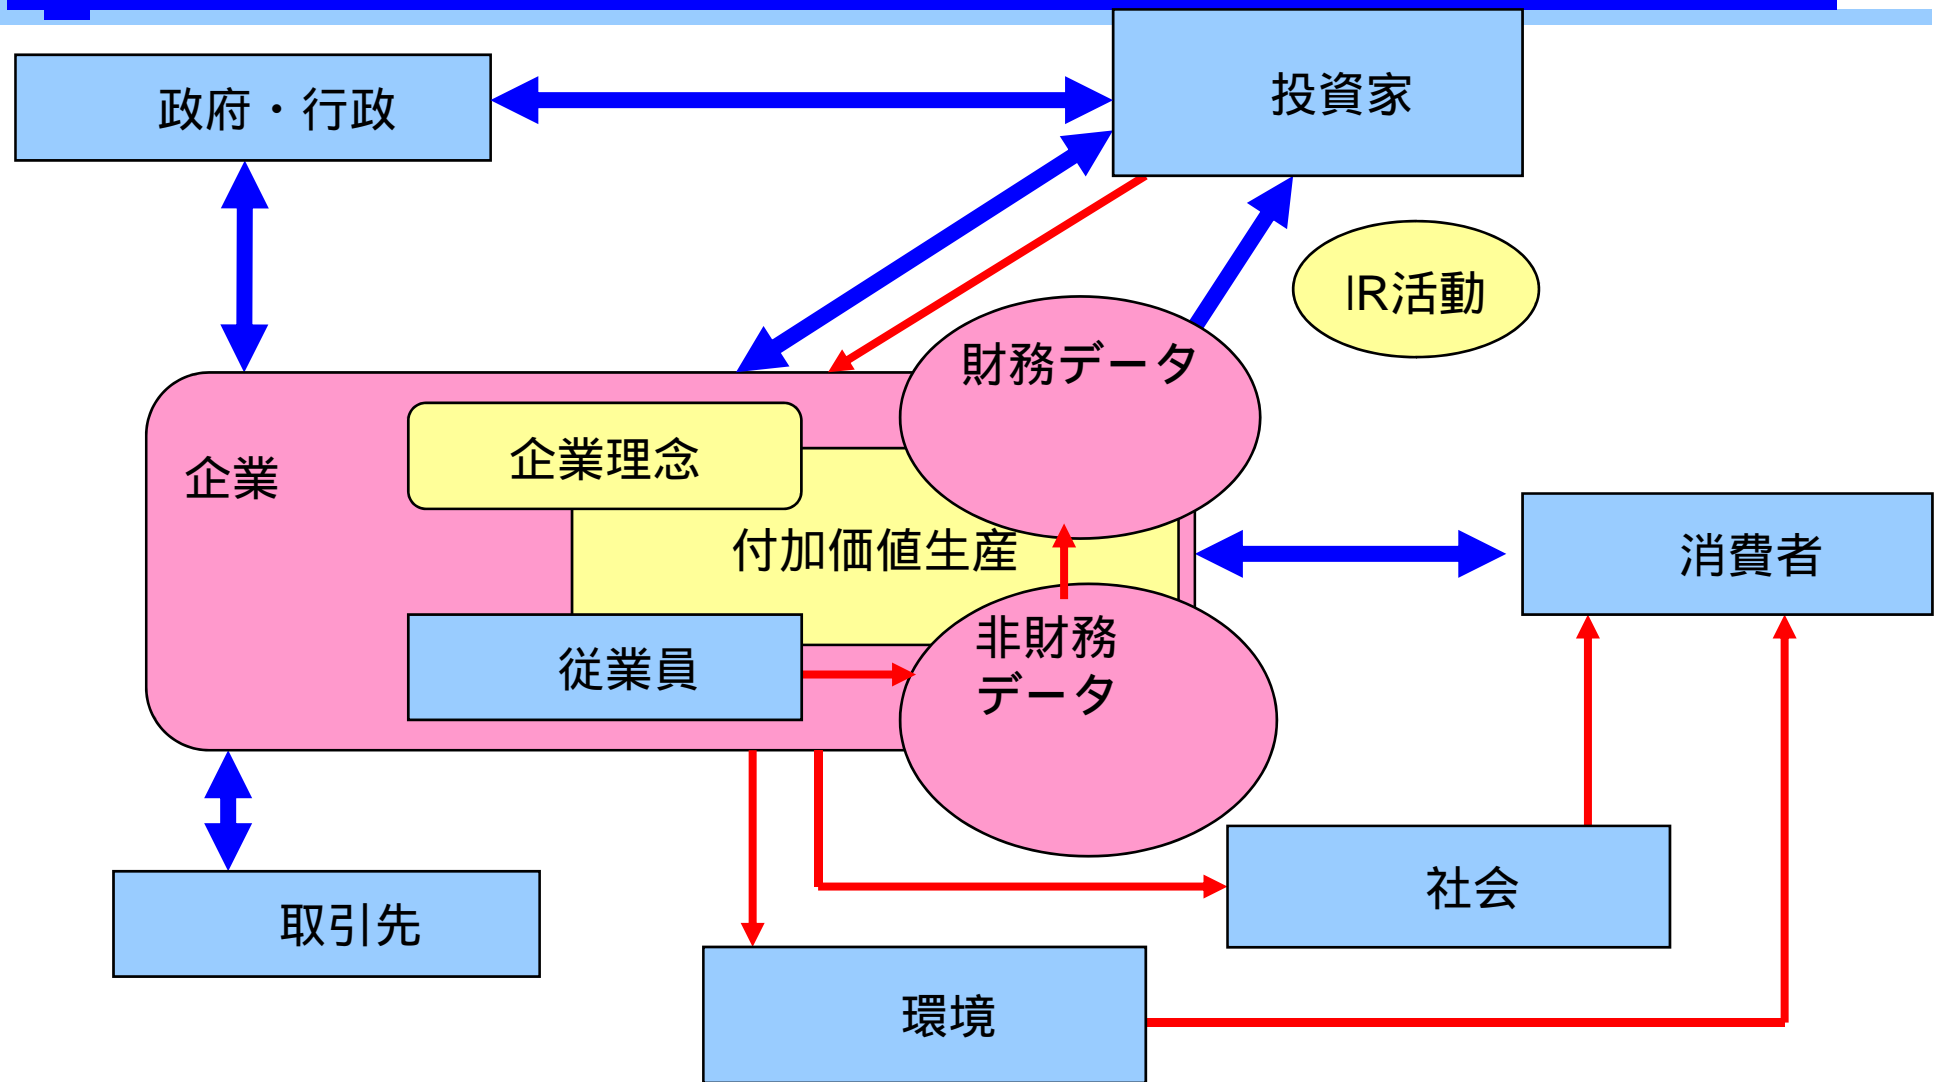 政府・行政
投資家
IR活動
財務データ
企業理念
企業
付加価値生産
消費者
非財務
データ
従業員
社会
取引先
環境